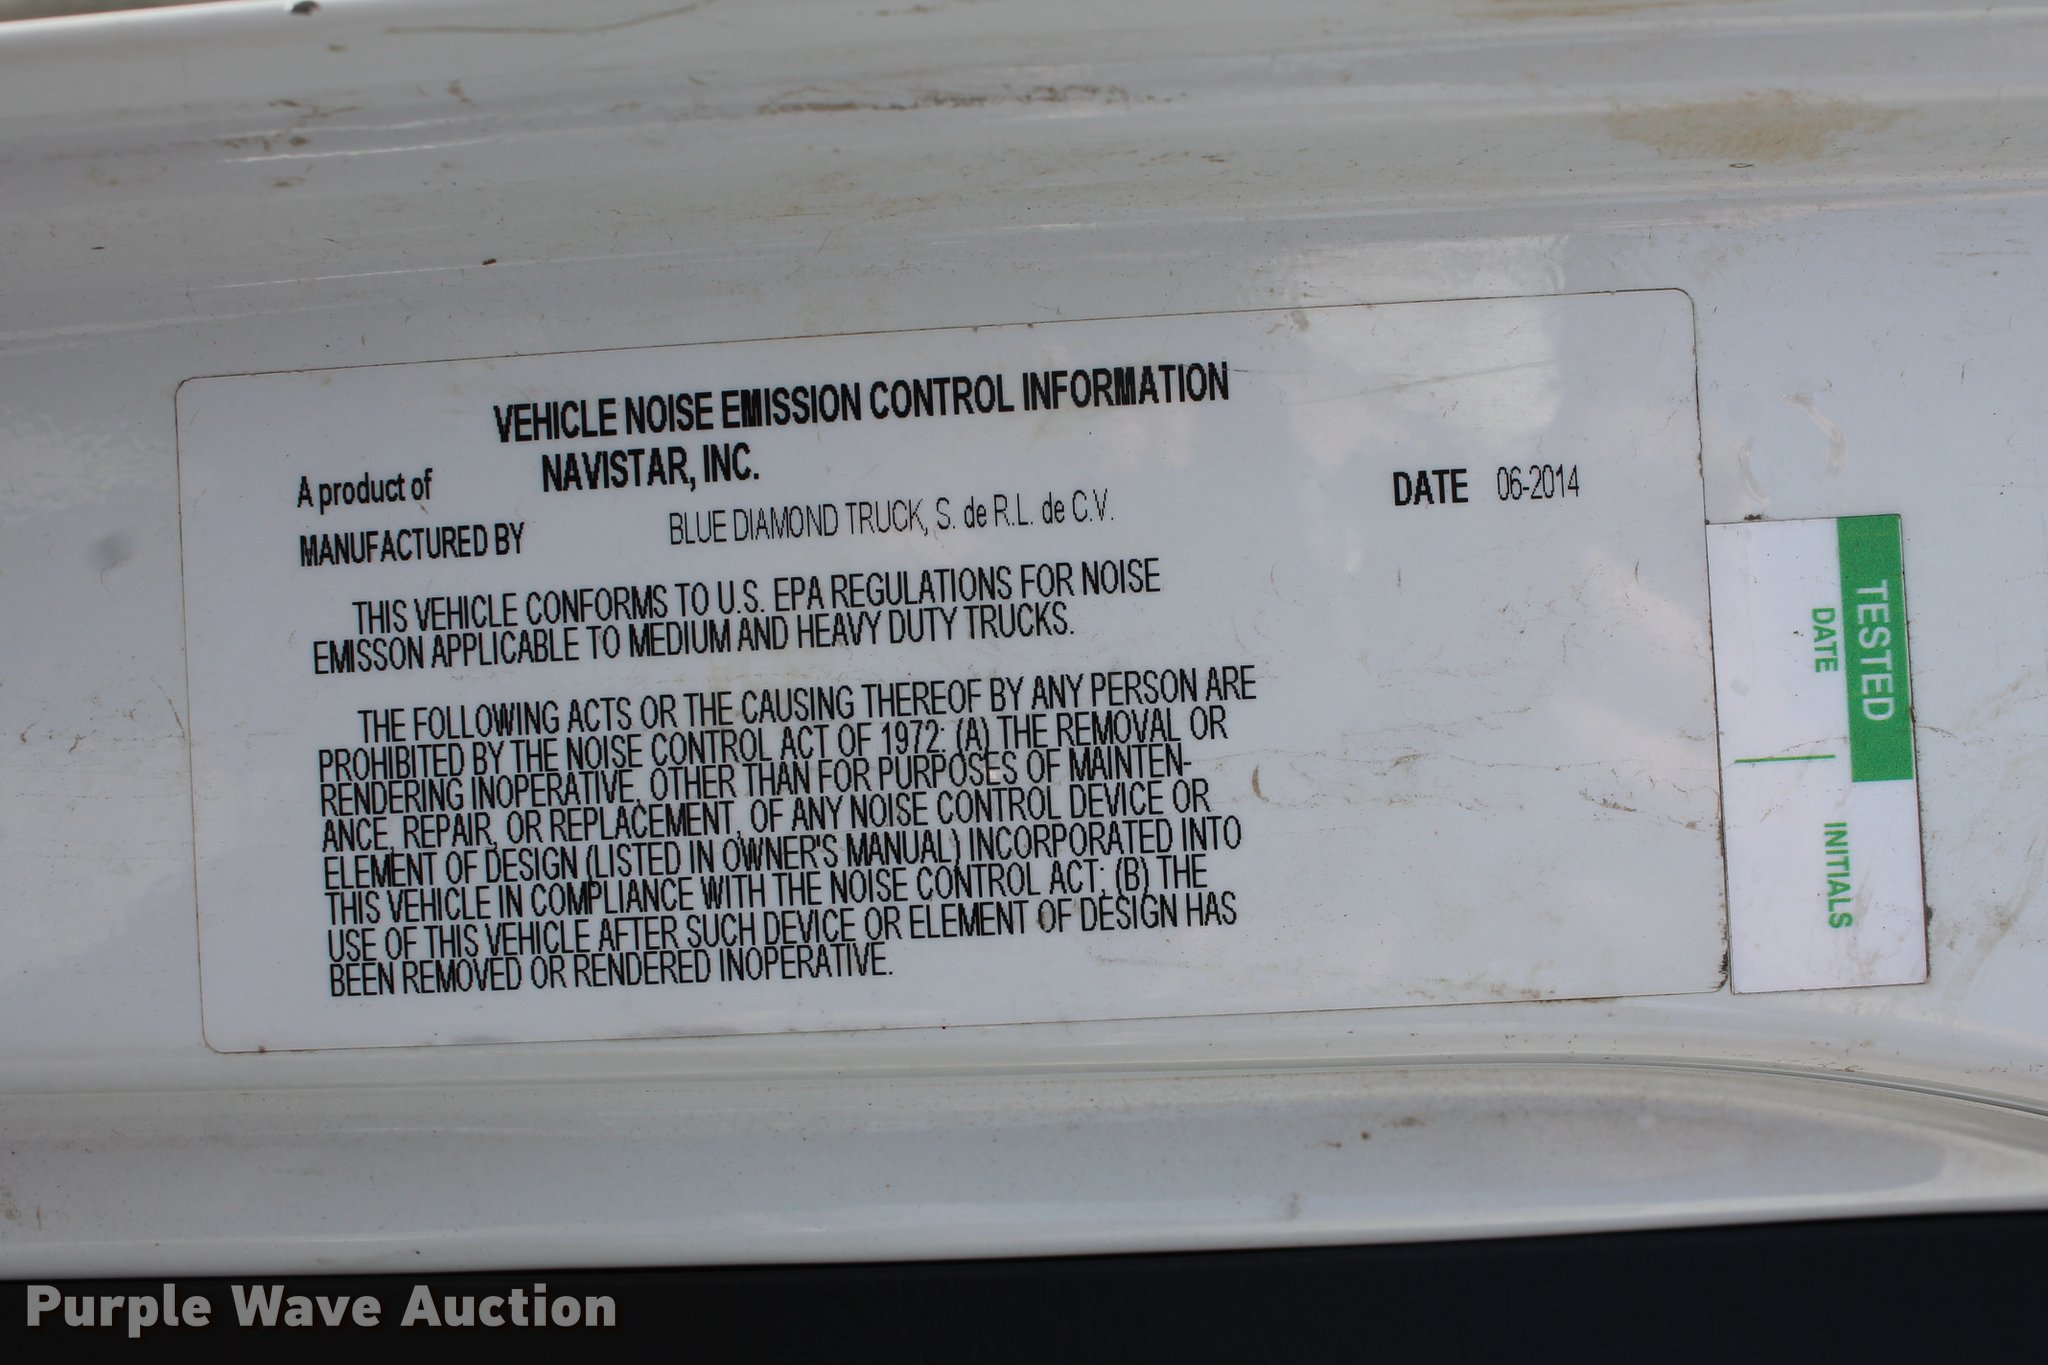 VEHICLE NOISE EMISSION CONTROL INFORMATION
A product of NAVISTAR, INC.
MANUFACTURED BY BLUE DIAMOND TRUCK, S. de R.L. de C.V.
DATE 06-2014
THIS VEHICLE CONFORMS TO U.S. EPA REGULATIONS FOR NOISE
EMISSON APPLICABLE TO MEDIUM AND HEAVY DUTY TRUCKS.
THE FOLLOWING ACTS OR THE CAUSING THEREOF BY ANY PERSON ARE
PROHIBITED BY THE NOISE CONTROL ACT OF 1972: (A) THE REMOVAL OR
RENDERING INOPERATIVE, OTHER THAN FOR PURPOSES OF MAINTEN-
ANCE, REPAIR, OR REPLACEMENT, OF ANY NOISE CONTROL DEVICE OR
ELEMENT OF DESIGN (LISTED IN OWNER'S MANUAL) INCORPORATED INTO
THIS VEHICLE IN COMPLIANCE WITH THE NOISE CONTROL ACT; (B) THE
USE OF THIS VEHICLE AFTER SUCH DEVICE OR ELEMENT OF DESIGN HAS
BEEN REMOVED OR RENDERED INOPERATIVE.
TESTED
DATE
INITIALS
Purple Wave Auction